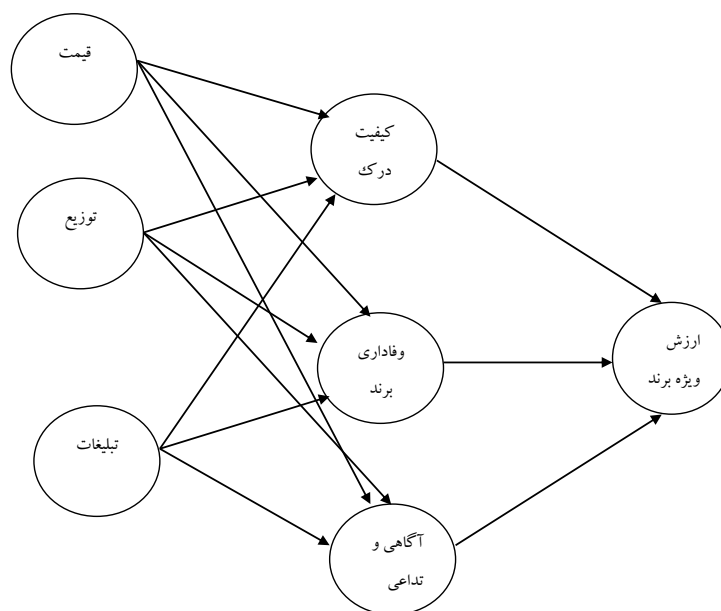 قیمت
کیفیت
درک
توزیع
وفاداری
برند
ارزش
ویژه برند
تبلیغات
آگاهی و
تداعی